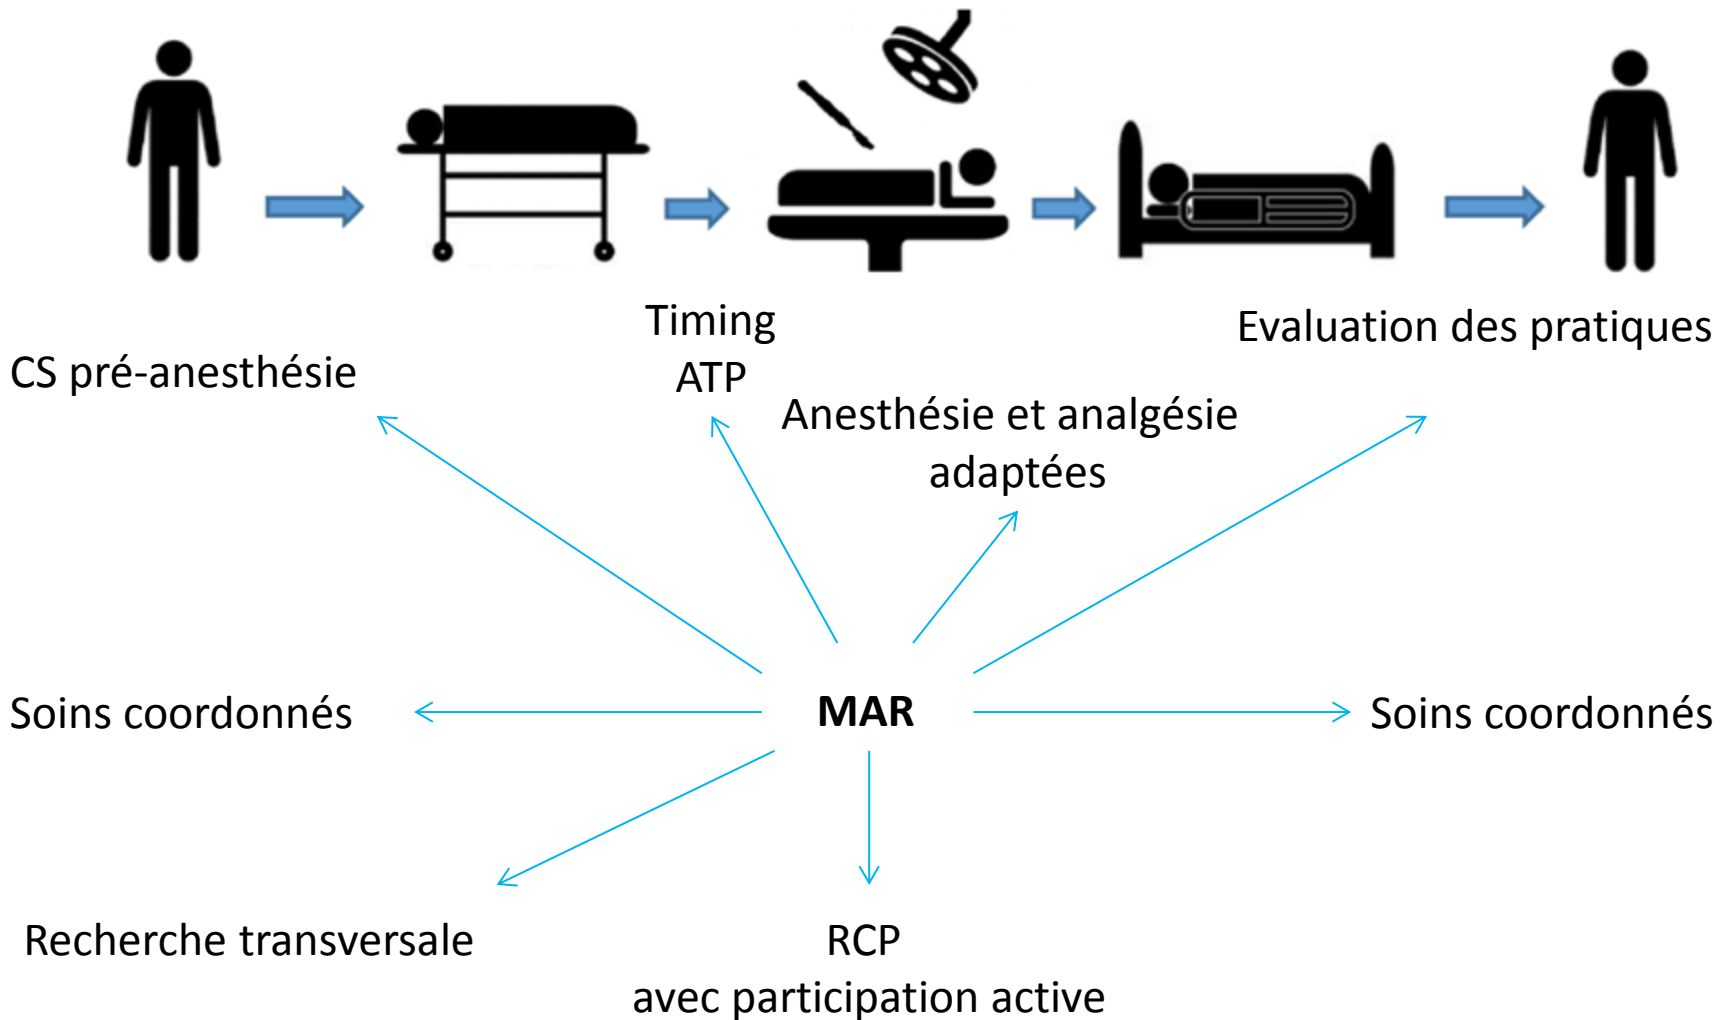 Timing
ATP
Evaluation des pratiques
CS pré-anesthésie
Anesthésie et analgésie
adaptées
Soins coordonnés
MAR
Soins coordonnés
Recherche transversale
RCP
avec participation active